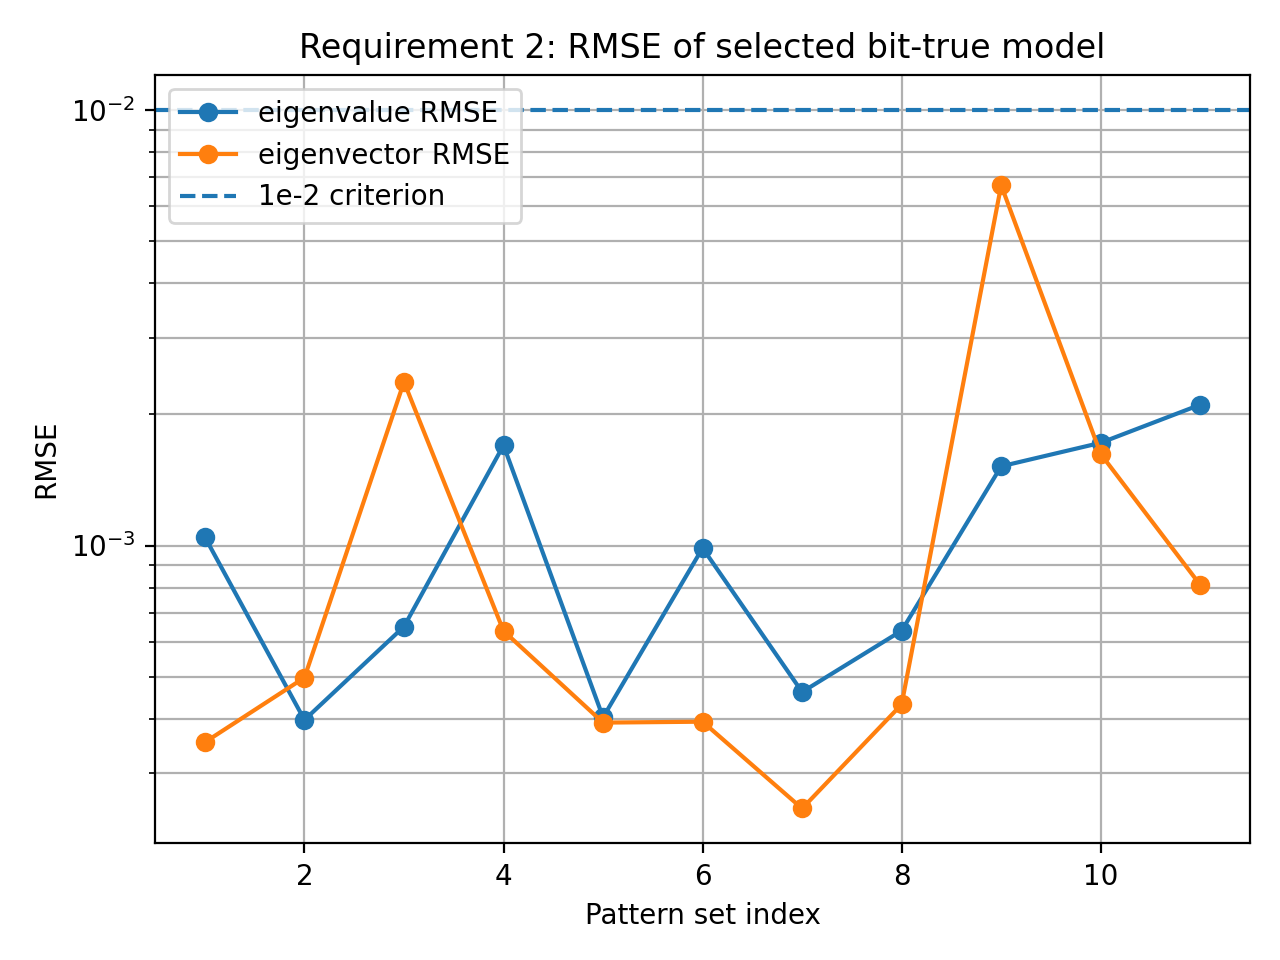 Requirement 2: RMSE of selected bit-true model
eigenvalue RMSE
eigenvector RMSE
1e-2 criterion
10⁻²
10⁻³
RMSE
2 4 6 8 10
Pattern set index